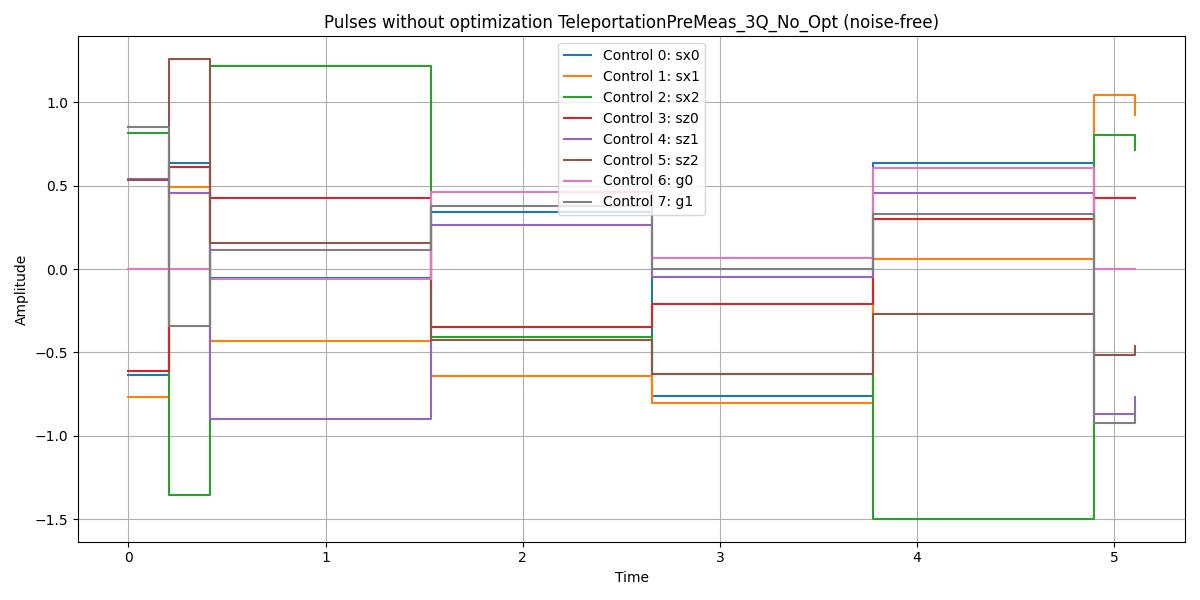 Pulses without optimization TeleportationPreMeas_3Q_No_Opt (noise-free)
Control 0: sx0
Control 1: sx1
Control 2: sx2
Control 3: sz0
Control 4: sz1
Control 5: sz2
Control 6: g0
Control 7: g1
Amplitude
1.0
0.5
0.0
−0.5
−1.0
−1.5
0 1 2 3 4 5
Time